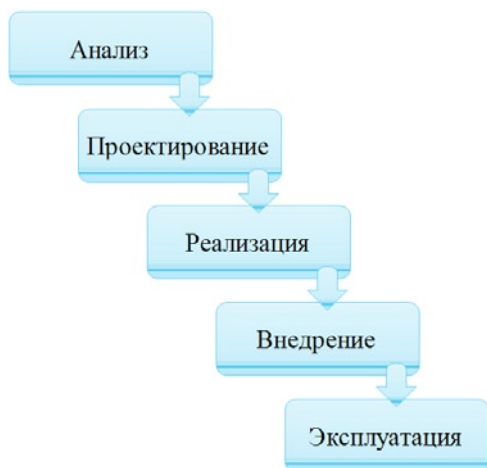 Анализ
Проектирование
Реализация
Внедрение
Эксплуатация